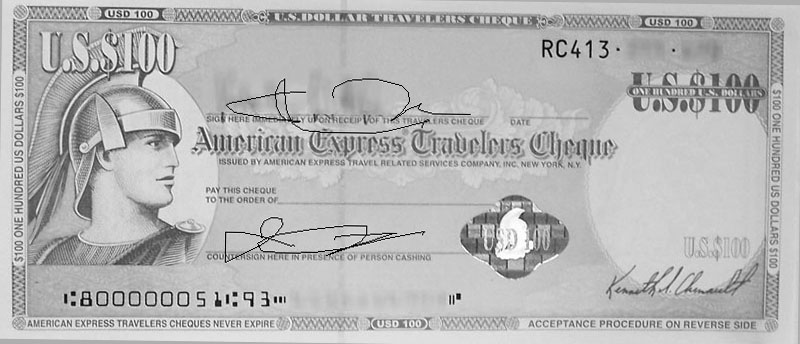 USD 100
U.S.DOLLAR TRAVELERS CHEQUE
USD 100
U.S.$100
RC413·
U.S.$100
ONE HUNDRED U.S. DOLLARS
SIGN HERE IMMEDIATELY UPON RECEIPT OF THIS TRAVELERS CHEQUE DATE
American Express Travelers Cheque
ISSUED BY AMERICAN EXPRESS TRAVEL RELATED SERVICES COMPANY, INC. NEW YORK, N.Y.
PAY THIS CHEQUE
TO THE ORDER OF
USD 100
U.S.$100
COUNTERSIGN HERE IN PRESENCE OF PERSON CASHING
Kenneth I. Chenault
⑆800000051⑆93⑈
⑈
$100 ONE HUNDRED US DOLLARS $100
$100 ONE HUNDRED US DOLLARS $100
AMERICAN EXPRESS TRAVELERS CHEQUES NEVER EXPIRE
USD 100
ACCEPTANCE PROCEDURE ON REVERSE SIDE